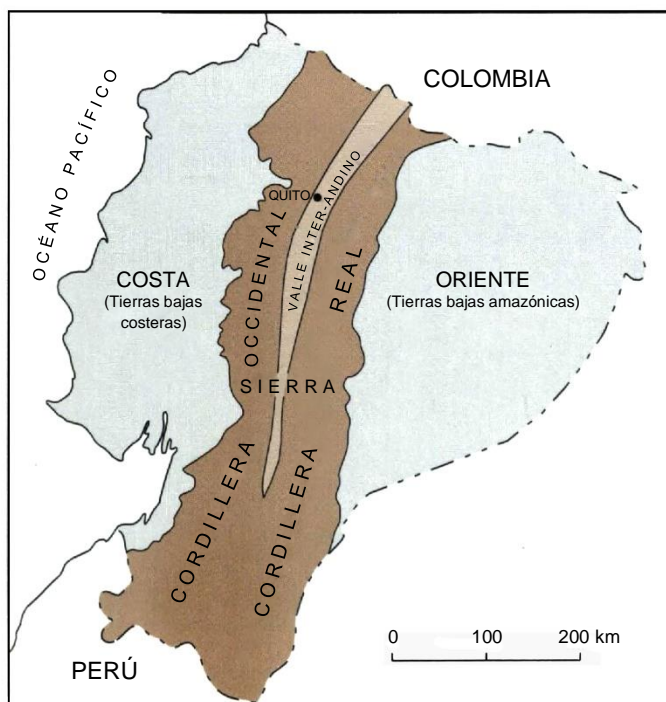 OCÉANO PACÍFICO
COLOMBIA
QUITO
VALLE INTER-ANDINO
COSTA
(Tierras bajas
costeras)
ORIENTE
(Tierras bajas amazónicas)
CORDILLERA OCCIDENTAL
CORDILLERA REAL
SIERRA
PERÚ
0 100 200 km